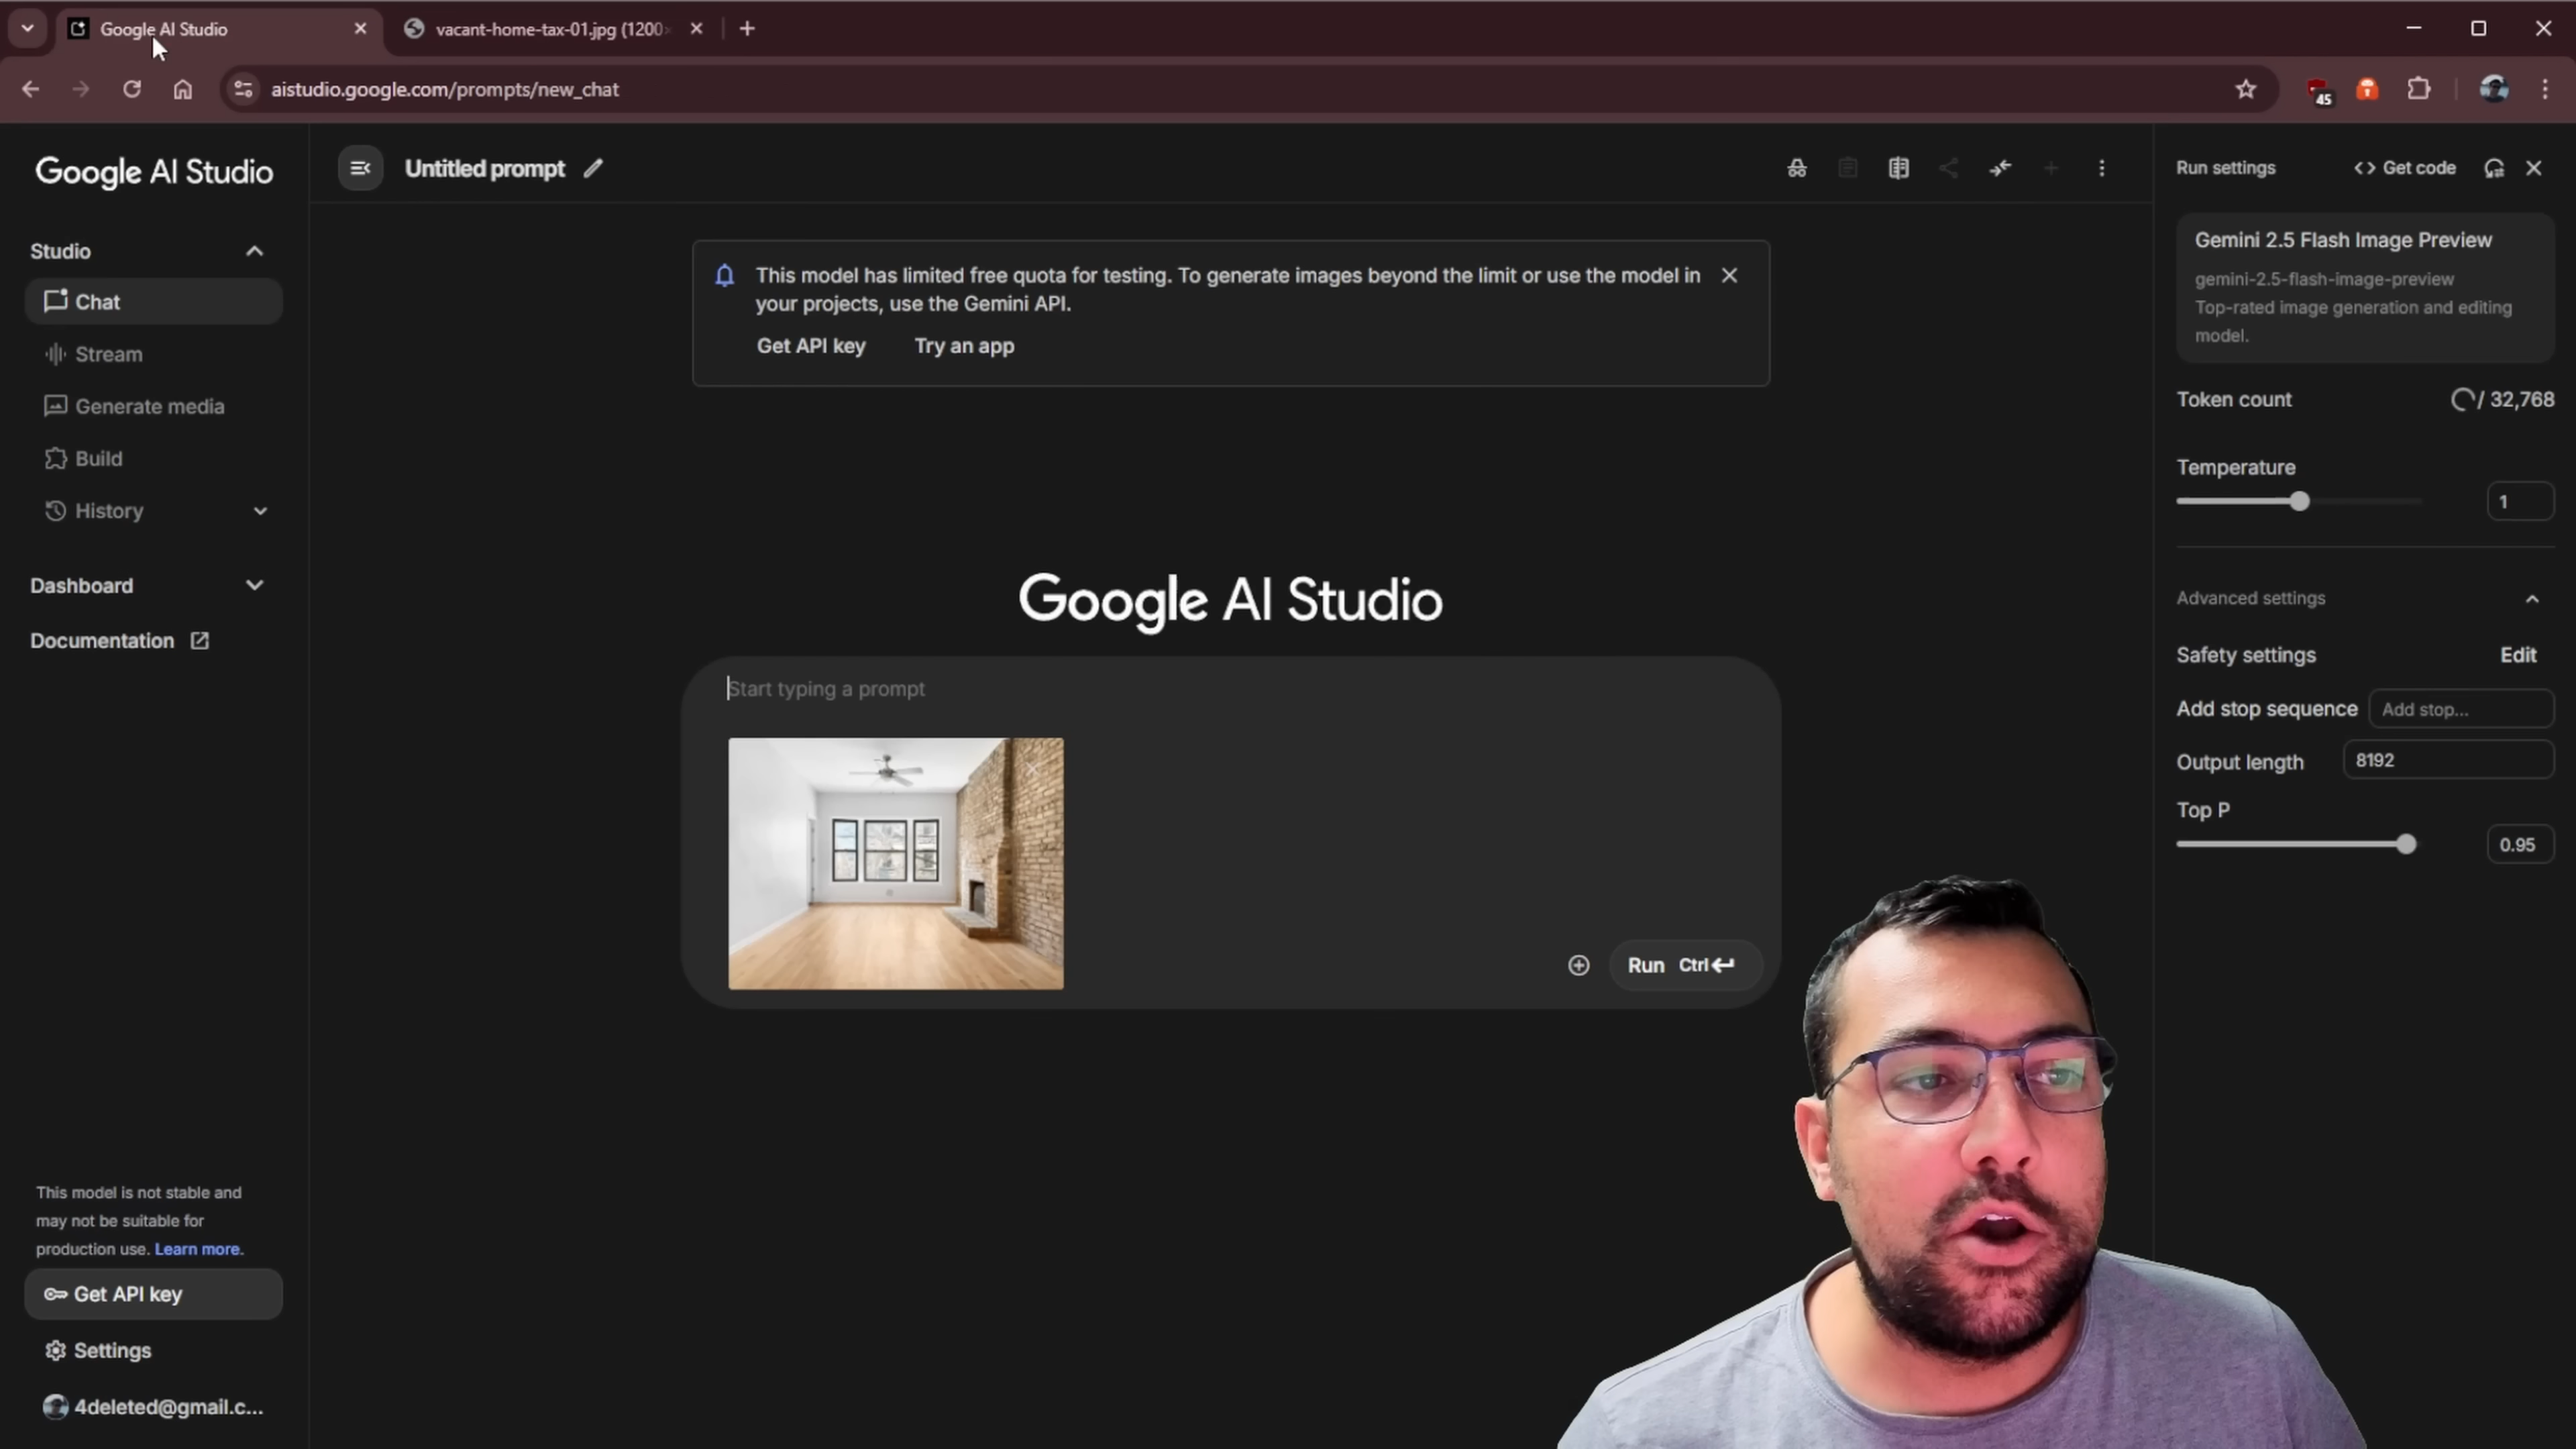 Google AI Studio
vacant-home-tax-01.jpg (1200×
aistudio.google.com/prompts/new_chat
45
Google AI Studio
Studio
Chat
Stream
Generate media
Build
History
Dashboard
Documentation
This model is not stable and
may not be suitable for
production use. Learn more.
Get API key
Settings
4deleted@gmail.c...
Untitled prompt
This model has limited free quota for testing. To generate images beyond the limit or use the model in
your projects, use the Gemini API.
Get API key Try an app
Google AI Studio
Start typing a prompt
Run Ctrl
Run settings
Get code
Gemini 2.5 Flash Image Preview
gemini-2.5-flash-image-preview
Top-rated image generation and editing
model.
Token count / 32,768
Temperature
1
Advanced settings
Safety settings Edit
Add stop sequence Add stop...
Output length 8192
Top P
0.95